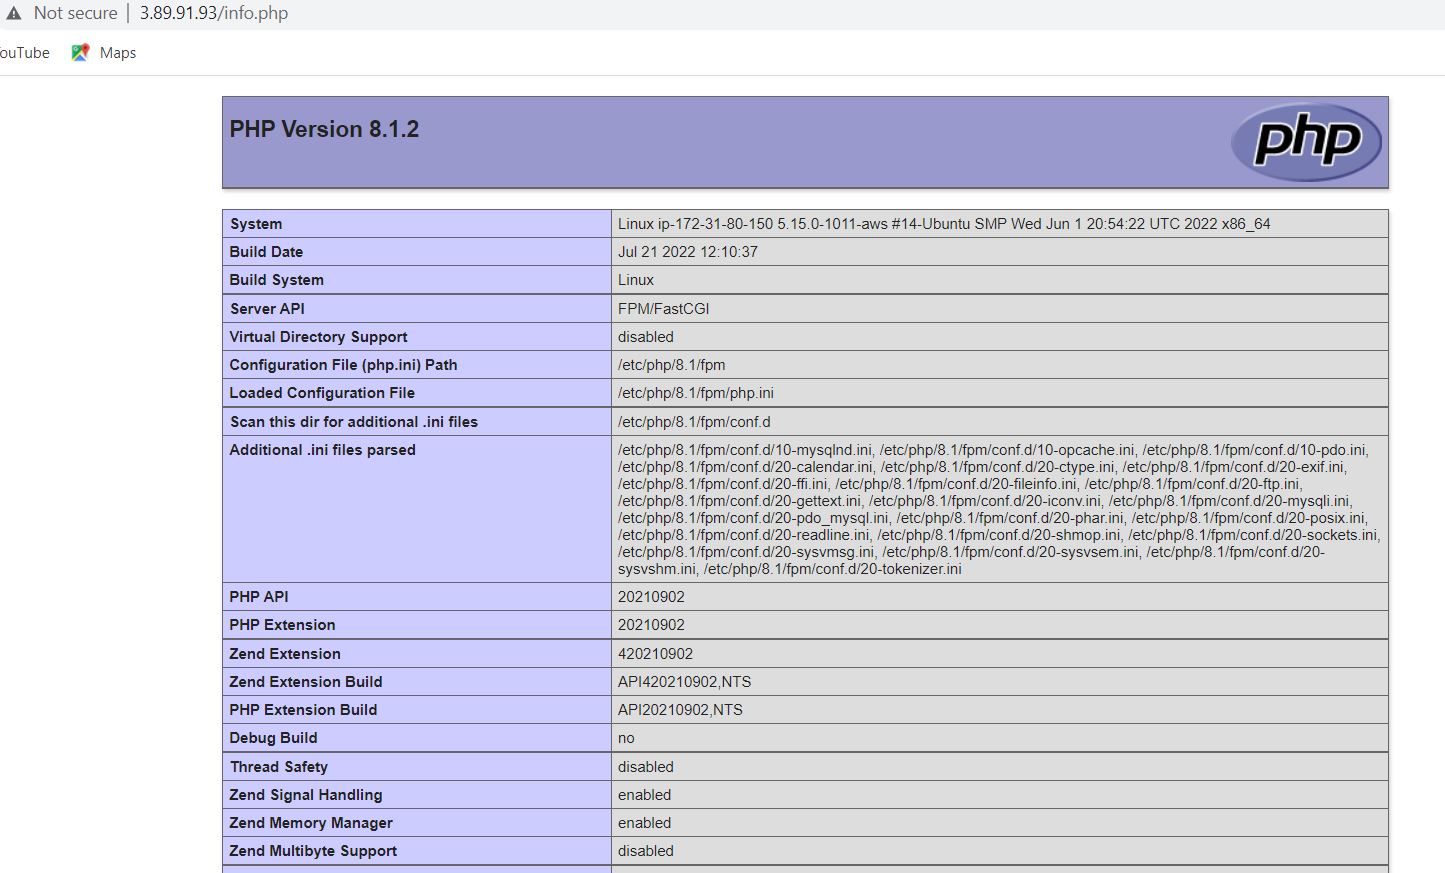 Not secure | 3.89.91.93/info.php
ouTube Maps
PHP Version 8.1.2
php
System Linux ip-172-31-80-150 5.15.0-1011-aws #14-Ubuntu SMP Wed Jun 1 20:54:22 UTC 2022 x86_64
Build Date Jul 21 2022 12:10:37
Build System Linux
Server API FPM/FastCGI
Virtual Directory Support disabled
Configuration File (php.ini) Path /etc/php/8.1/fpm
Loaded Configuration File /etc/php/8.1/fpm/php.ini
Scan this dir for additional .ini files /etc/php/8.1/fpm/conf.d
Additional .ini files parsed /etc/php/8.1/fpm/conf.d/10-mysqlnd.ini, /etc/php/8.1/fpm/conf.d/10-opcache.ini, /etc/php/8.1/fpm/conf.d/10-pdo.ini,
/etc/php/8.1/fpm/conf.d/20-calendar.ini, /etc/php/8.1/fpm/conf.d/20-ctype.ini, /etc/php/8.1/fpm/conf.d/20-exif.ini,
/etc/php/8.1/fpm/conf.d/20-ffi.ini, /etc/php/8.1/fpm/conf.d/20-fileinfo.ini, /etc/php/8.1/fpm/conf.d/20-ftp.ini,
/etc/php/8.1/fpm/conf.d/20-gettext.ini, /etc/php/8.1/fpm/conf.d/20-iconv.ini, /etc/php/8.1/fpm/conf.d/20-mysqli.ini,
/etc/php/8.1/fpm/conf.d/20-pdo_mysql.ini, /etc/php/8.1/fpm/conf.d/20-phar.ini, /etc/php/8.1/fpm/conf.d/20-posix.ini,
/etc/php/8.1/fpm/conf.d/20-readline.ini, /etc/php/8.1/fpm/conf.d/20-shmop.ini, /etc/php/8.1/fpm/conf.d/20-sockets.ini,
/etc/php/8.1/fpm/conf.d/20-sysvmsg.ini, /etc/php/8.1/fpm/conf.d/20-sysvsem.ini, /etc/php/8.1/fpm/conf.d/20-
sysvshm.ini, /etc/php/8.1/fpm/conf.d/20-tokenizer.ini
PHP API 20210902
PHP Extension 20210902
Zend Extension 420210902
Zend Extension Build API420210902,NTS
PHP Extension Build API20210902,NTS
Debug Build no
Thread Safety disabled
Zend Signal Handling enabled
Zend Memory Manager enabled
Zend Multibyte Support disabled